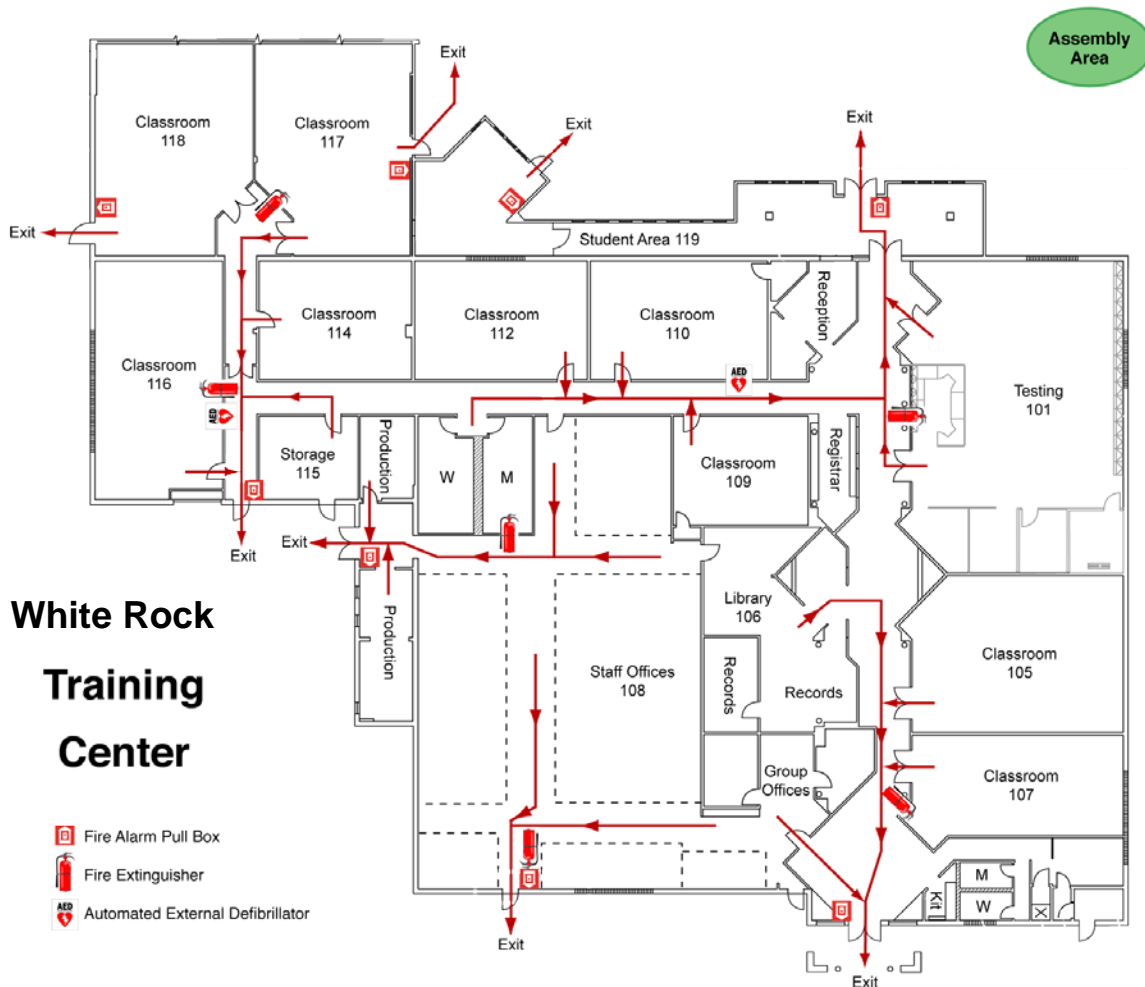 Assembly
Area
Exit
Exit
Exit
Classroom
118
Classroom
117
Exit
Student Area 119
Reception
Classroom
114
Classroom
112
Classroom
110
Classroom
116
AED
Testing
101
AED
Storage
115
Production
W
M
Classroom
109
Registrar
Exit
Exit
Production
Library
106
White Rock
Training
Center
Staff Offices
108
Records
Records
Classroom
105
Group
Offices
Classroom
107
Fire Alarm Pull Box
Fire Extinguisher
AED
Automated External Defibrillator
Kit
M
W
X
Exit
Exit